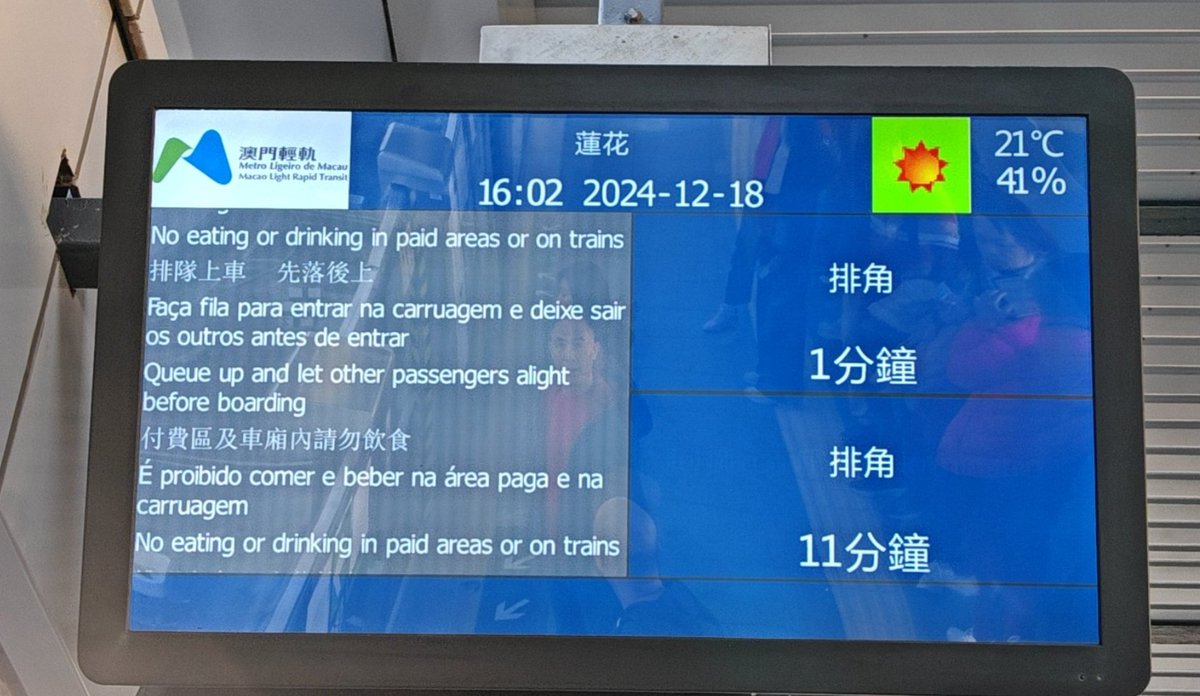 澳門輕軌
Metro Ligeiro de Macau
Macao Light Rapid Transit
蓮花
16:02 2024-12-18
21℃
41%
No eating or drinking in paid areas or on trains
排隊上車 先落後上
Faça fila para entrar na carruagem e deixe sair
os outros antes de entrar
Queue up and let other passengers alight
before boarding
付費區及車廂內請勿飲食
É proibido comer e beber na área paga e na
carruagem
No eating or drinking in paid areas or on trains
排角
1分鐘
排角
11分鐘